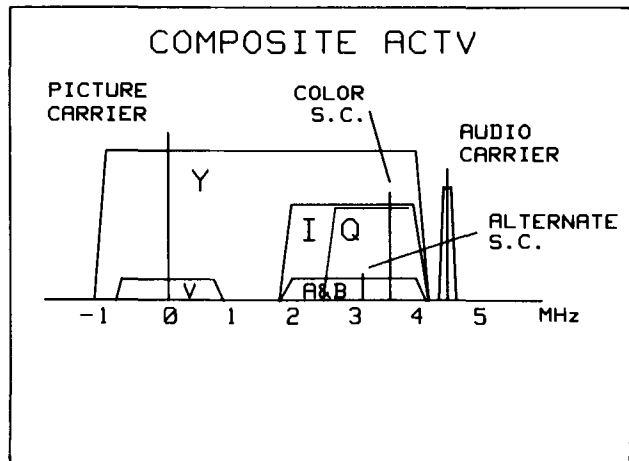 COMPOSITE ACTV
PICTURE
CARRIER
COLOR
S.C.
AUDIO
CARRIER
Y
I Q
ALTERNATE
S.C.
V
A&B
-1 0 1 2 3 4 5 MHz